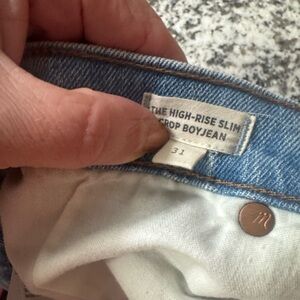 THE HIGH-RISE SLIM
CROP BOYJEAN
31
m